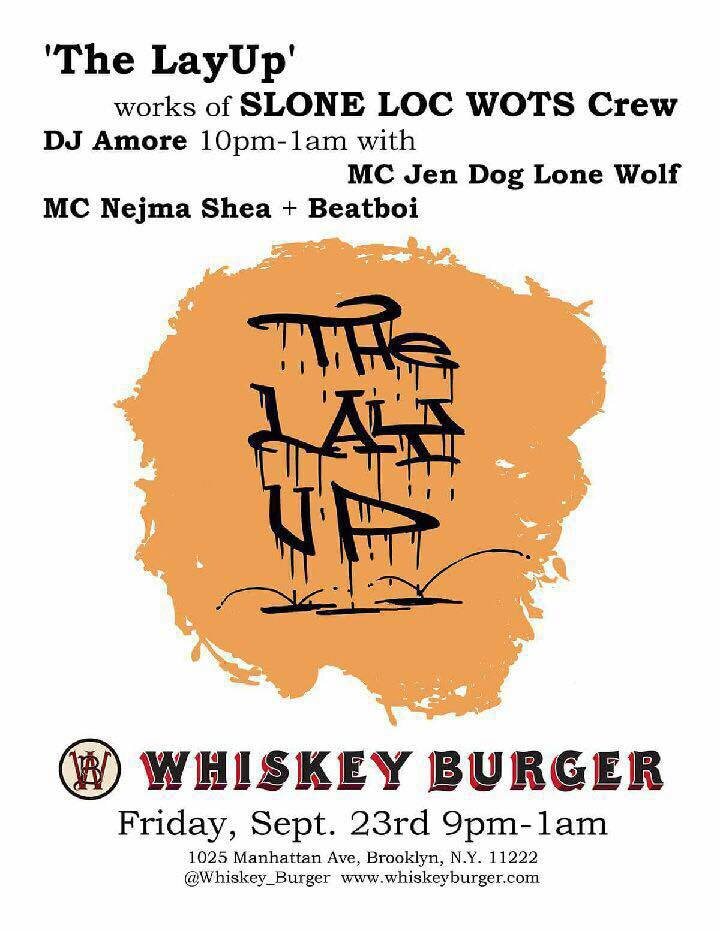 'The LayUp'
works of SLONE LOC WOTS Crew
DJ Amore 10pm-1am with
MC Jen Dog Lone Wolf
MC Nejma Shea + Beatboi
THe
LAY
UP
WB WHISKEY BURGER
Friday, Sept. 23rd 9pm-1am
1025 Manhattan Ave, Brooklyn, N.Y. 11222
@Whiskey_Burger www.whiskeyburger.com